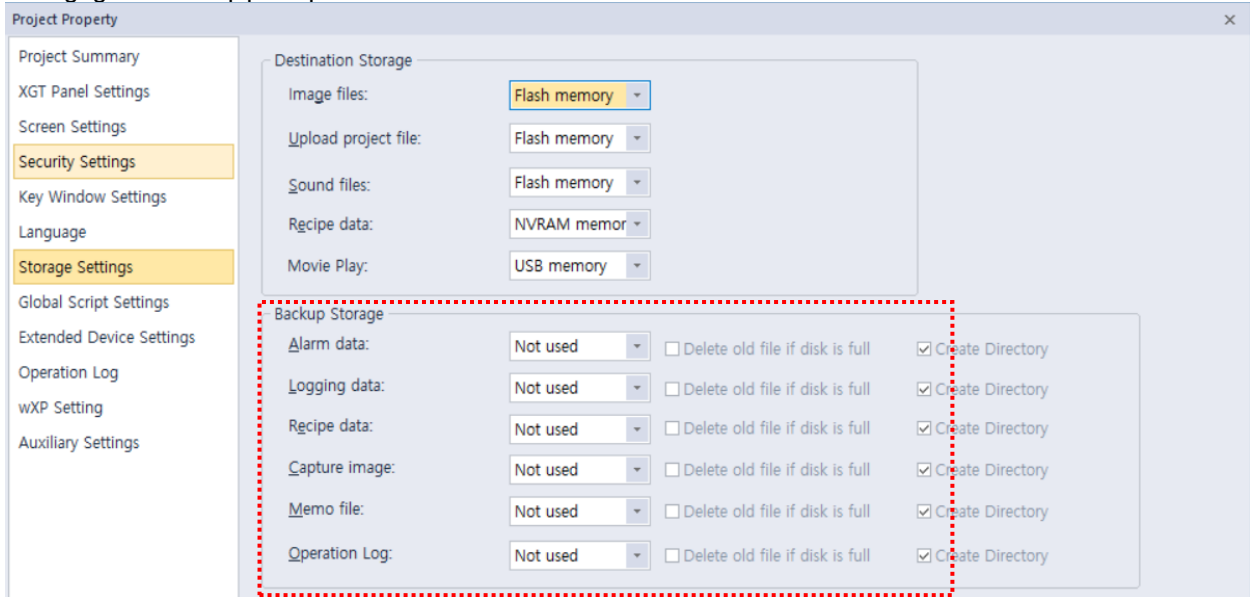 Project Property
Project Summary
XGT Panel Settings
Screen Settings
Security Settings
Key Window Settings
Language
Storage Settings
Global Script Settings
Extended Device Settings
Operation Log
wXP Setting
Auxiliary Settings
Destination Storage
Image files: Flash memory
Upload project file: Flash memory
Sound files: Flash memory
Recipe data: NVRAM memor
Movie Play: USB memory
Backup Storage
Alarm data: Not used Delete old file if disk is full Create Directory
Logging data: Not used Delete old file if disk is full Create Directory
Recipe data: Not used Delete old file if disk is full Create Directory
Capture image: Not used Delete old file if disk is full Create Directory
Memo file: Not used Delete old file if disk is full Create Directory
Operation Log: Not used Delete old file if disk is full Create Directory